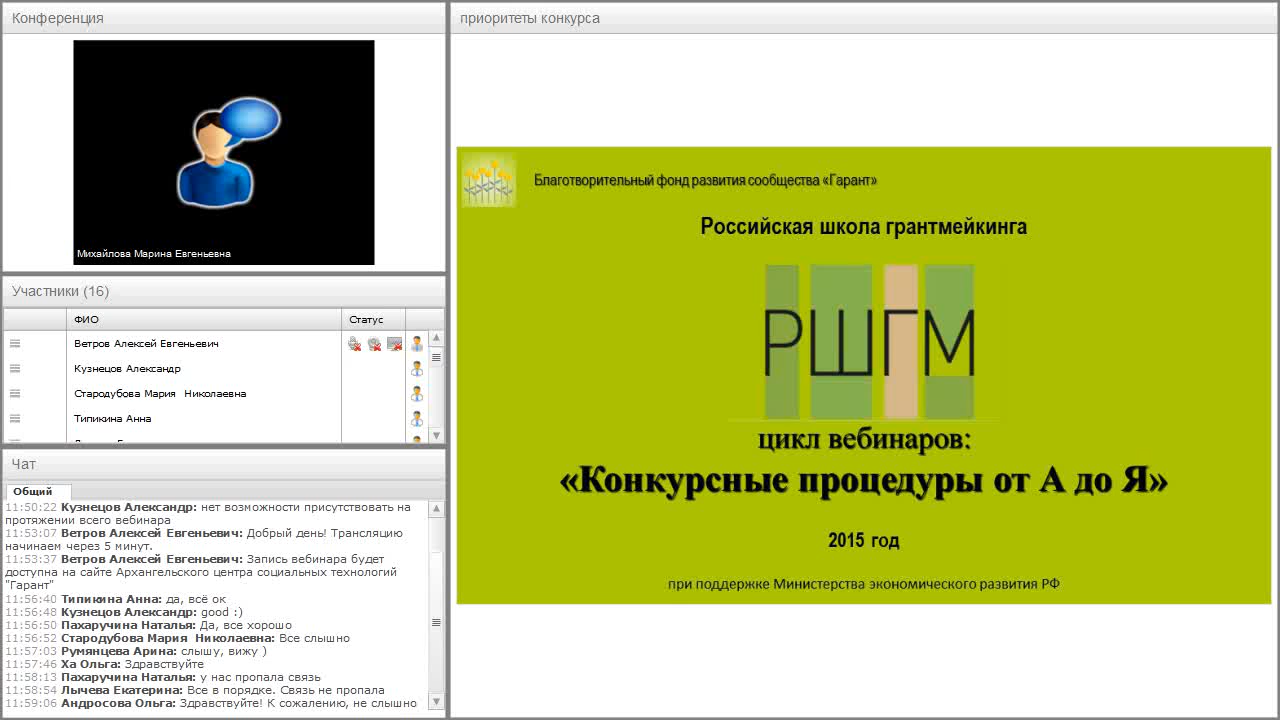 Конференция
Михайлова Марина Евгеньевна
Участники (16)
ФИО Статус
Ветров Алексей Евгеньевич
Кузнецов Александр
Стародубова Мария Николаевна
Типикина Анна
Чат
Общий
11:50:22 Кузнецов Александр: нет возможности присутствовать на
протяжении всего вебинара
11:53:07 Ветров Алексей Евгеньевич: Добрый день! Трансляцию
начинаем через 5 минут.
11:53:37 Ветров Алексей Евгеньевич: Запись вебинара будет
доступна на сайте Архангельского центра социальных технологий
"Гарант"
11:56:40 Типикина Анна: да, всё ок
11:56:48 Кузнецов Александр: good :)
11:56:50 Пахаручина Наталья: Да, все хорошо
11:56:52 Стародубова Мария Николаевна: Все слышно
11:57:03 Румянцева Арина: слышу, вижу )
11:57:46 Ха Ольга: Здравствуйте
11:58:13 Пахаручина Наталья: у нас пропала связь
11:58:54 Лычева Екатерина: Все в порядке. Связь не пропала
11:59:06 Андросова Ольга: Здравствуйте! К сожалению, не слышно
приоритеты конкурса
Благотворительный фонд развития сообщества «Гарант»
Российская школа грантмейкинга
РШГМ
цикл вебинаров:
«Конкурсные процедуры от А до Я»
2015 год
при поддержке Министерства экономического развития РФ